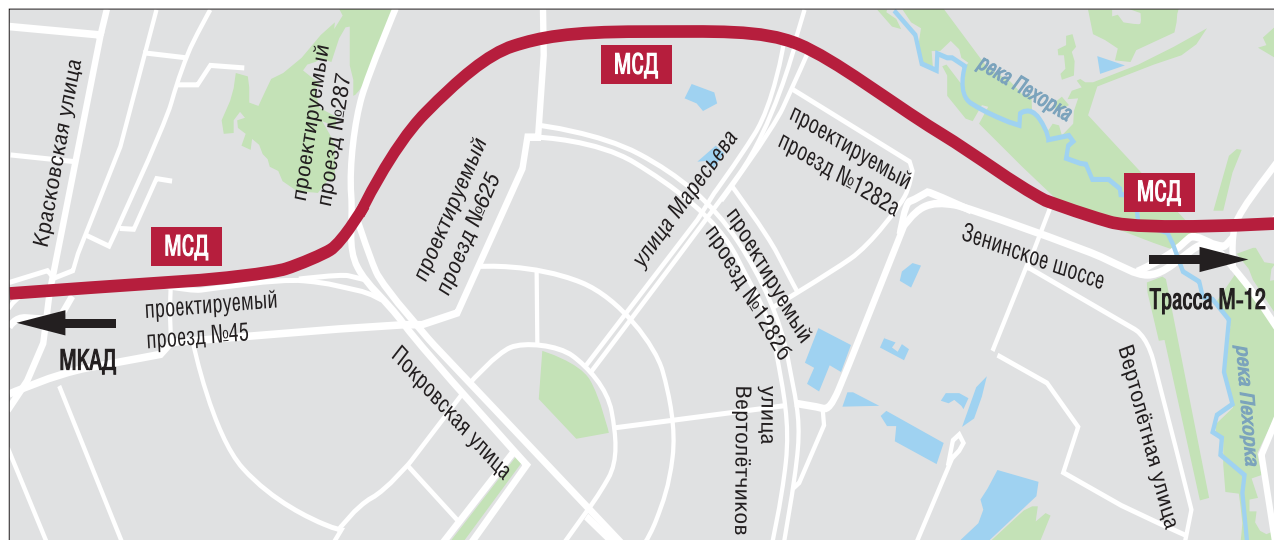 Красковская улица
проектируемый
проезд №287
МСД
река Пехорка
проектируемый
проезд №625
улица Маресьева
проектируемый
проезд №1282а
МСД
МСД
Зенинское шоссе
проектируемый
проезд №1282б
проектируемый
проезд №45
МКАД
Трасса М-12
Покровская улица
улица
Вертолётчиков
Вертолётная улица
река Пехорка